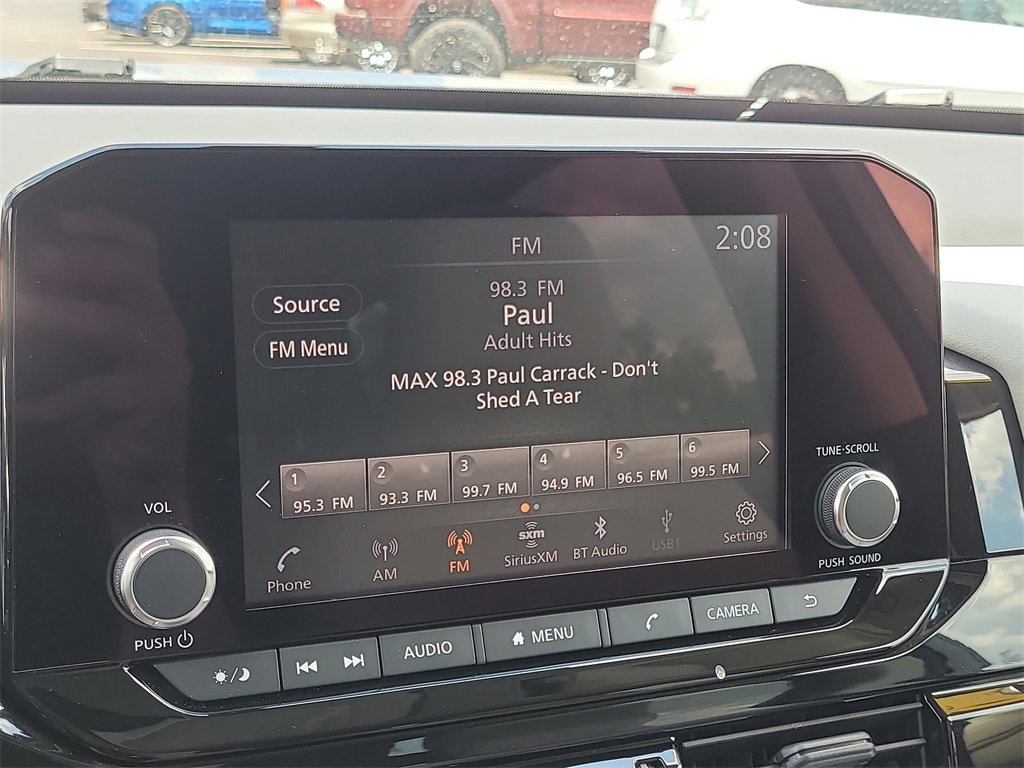 FM
2:08
Source
FM Menu
98.3 FM
Paul
Adult Hits
MAX 98.3 Paul Carrack - Don't
Shed A Tear
1
95.3 FM
2
93.3 FM
3
99.7 FM
4
94.9 FM
5
96.5 FM
6
99.5 FM
Phone
AM
FM
sxm
SiriusXM
BT Audio
USB1
Settings
VOL
PUSH
TUNE·SCROLL
PUSH SOUND
AUDIO
MENU
CAMERA